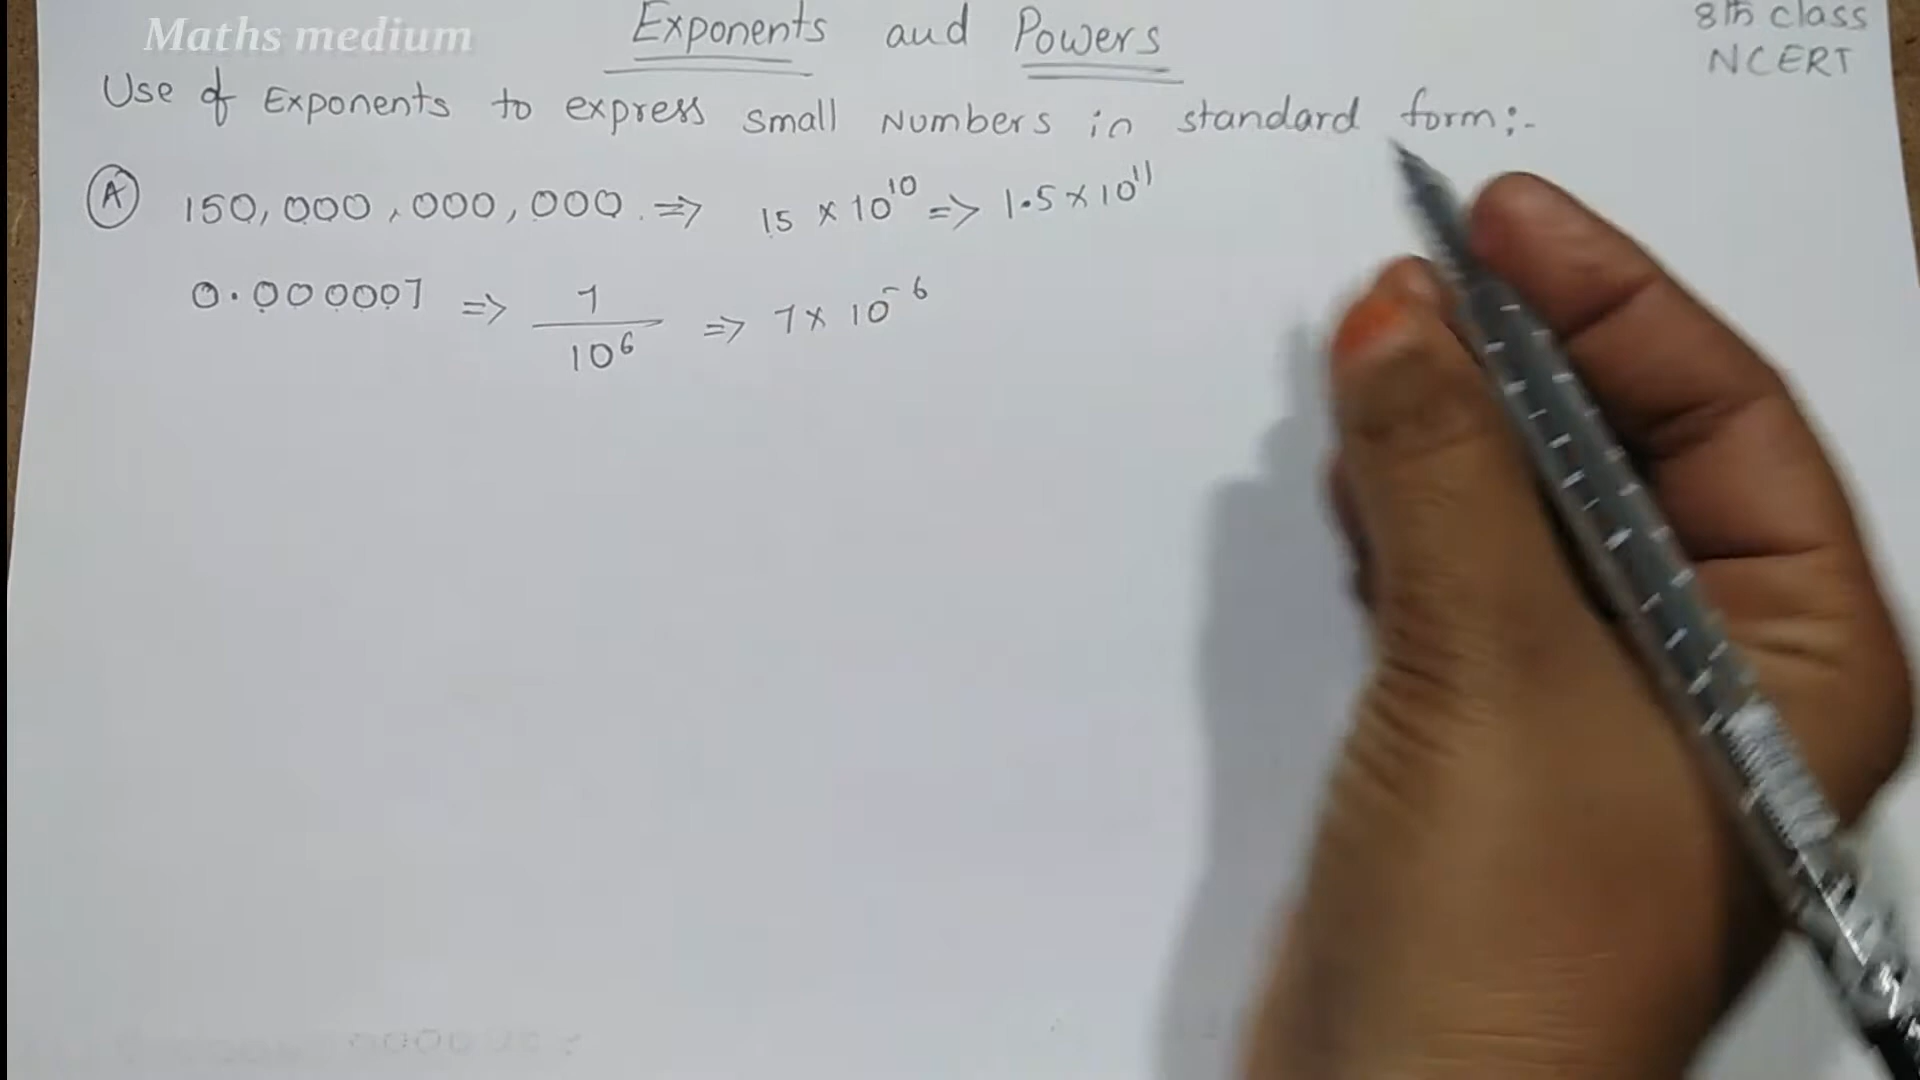 Maths medium
Exponents and Powers
8th class
NCERT
Use of Exponents to express small Numbers in standard form:-
(A) 150,000,000,000 => 15 × 10^10 => 1.5 × 10^11
0.000007 => 7/10^6 => 7 × 10^-6